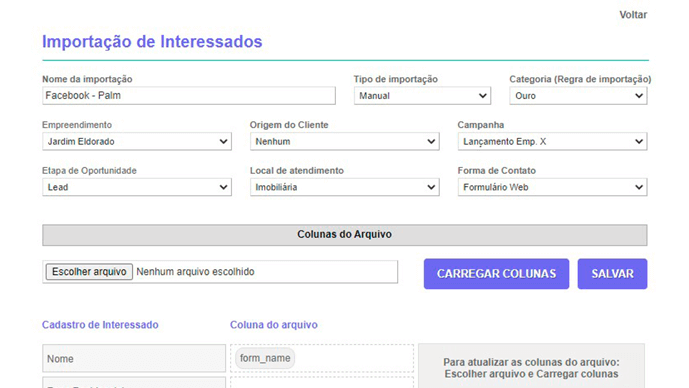 Voltar
Importação de Interessados
Nome da importação
Tipo de importação
Categoria (Regra de importação)
Facebook - Palm
Manual
Ouro
Empreendimento
Origem do Cliente
Campanha
Jardim Eldorado
Nenhum
Lançamento Emp. X
Etapa de Oportunidade
Local de atendimento
Forma de Contato
Lead
Imobiliária
Formulário Web
Colunas do Arquivo
Escolher arquivo
Nenhum arquivo escolhido
CARREGAR COLUNAS
SALVAR
Cadastro de Interessado
Coluna do arquivo
Nome
form_name
Para atualizar as colunas do arquivo:
Escolher arquivo e Carregar colunas